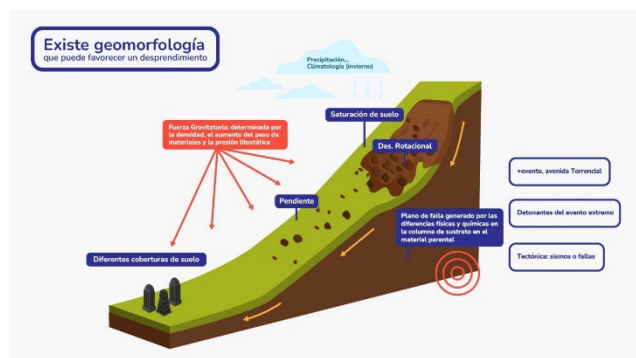 Existe geomorfología
que puede favorecer un desprendimiento
Precipitación...
Climatología (invierno)
Saturación de suelo
Fuerza Gravitatoria: determinada por
la densidad, el aumento del peso de
materiales y la presión litostática
Des. Rotacional
Pendiente
+evento, avenida Torrencial
Plano de falla generado por las
diferencias físicas y químicas en
la columna de sustrato en el
material parental
Detonantes del evento extremo
Diferentes coberturas de suelo
Tectónica: sismos o fallas